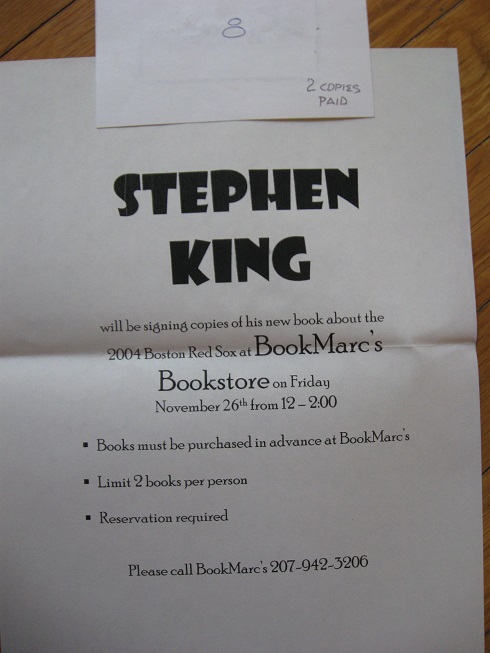 8
2 COPIES
PAID
STEPHEN
KING
will be signing copies of his new book about the
2004 Boston Red Sox at BookMarc's
Bookstore on Friday
November 26th from 12 – 2:00
▪ Books must be purchased in advance at BookMarc's
▪ Limit 2 books per person
▪ Reservation required
Please call BookMarc's 207-942-3206